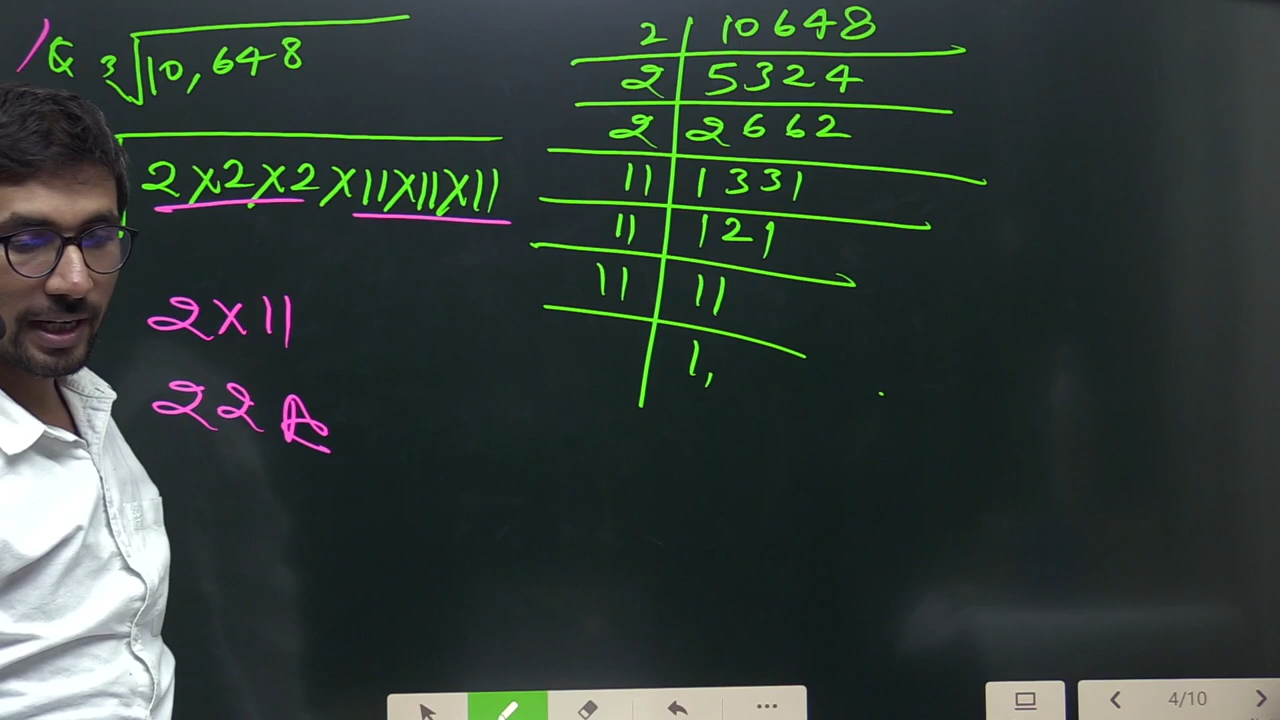 Q ∛10,648
2×2×2×11×11×11
2×11
22 A
2 | 10648
2 | 5324
2 | 2662
11 | 1331
11 | 121
11 | 11
1,
4/10